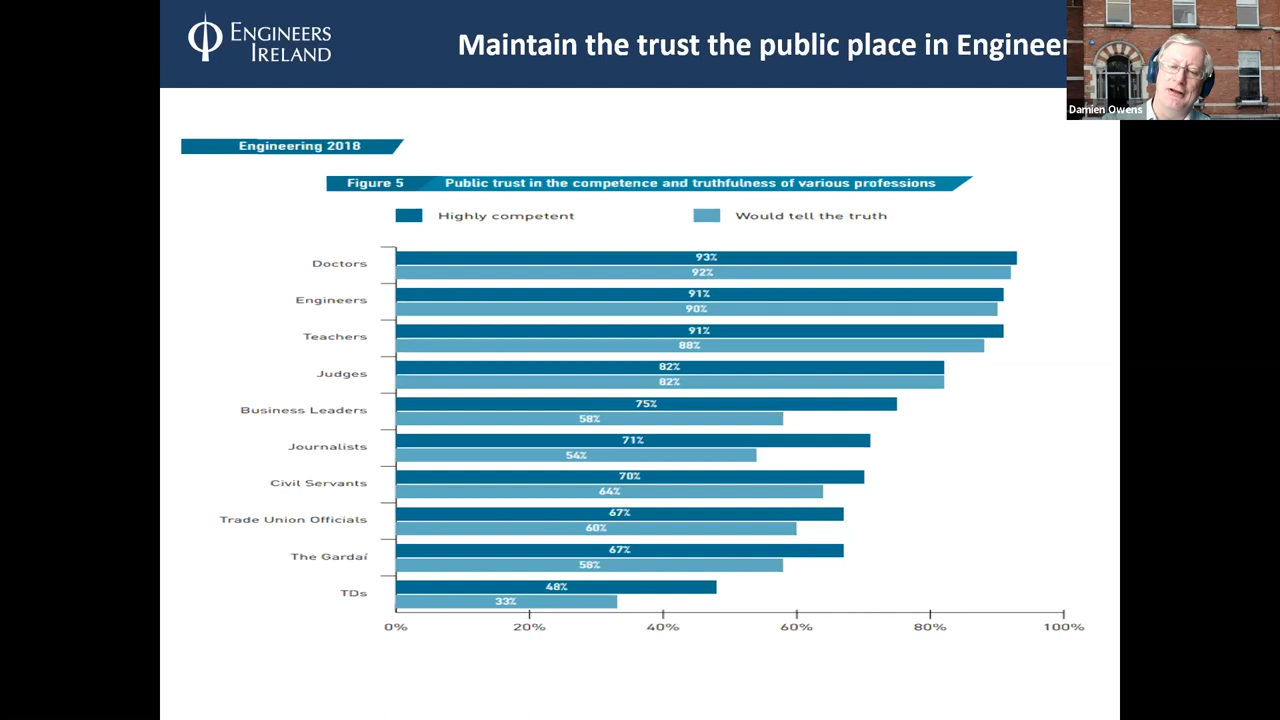 ENGINEERS
IRELAND
Maintain the trust the public place in Engineer
Damien Owens
Engineering 2018
Figure 5 Public trust in the competence and truthfulness of various professions
Highly competent Would tell the truth
Doctors 93%
92%
Engineers 91%
90%
Teachers 91%
88%
Judges 82%
82%
Business Leaders 75%
58%
Journalists 71%
54%
Civil Servants 70%
64%
Trade Union Officials 67%
60%
The Gardaí 67%
58%
TDs 48%
33%
0% 20% 40% 60% 80% 100%